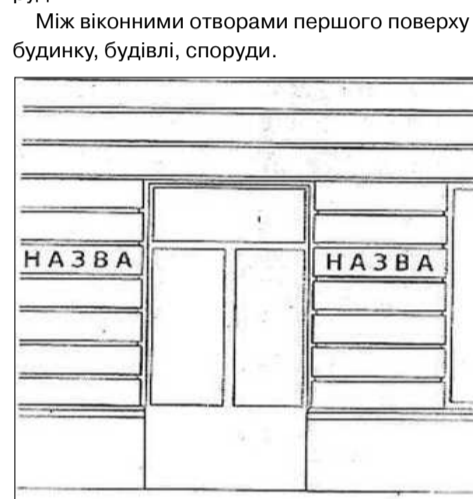 Між віконними отворами першого поверху
будинку, будівлі, споруди.
НАЗВА НАЗВА